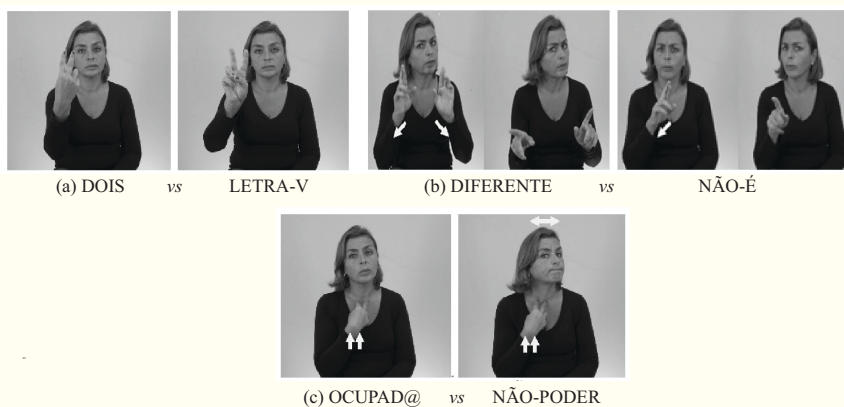 (a) DOIS vs LETRA-V (b) DIFERENTE vs NÃO-É
(c) OCUPAD@ vs NÃO-PODER